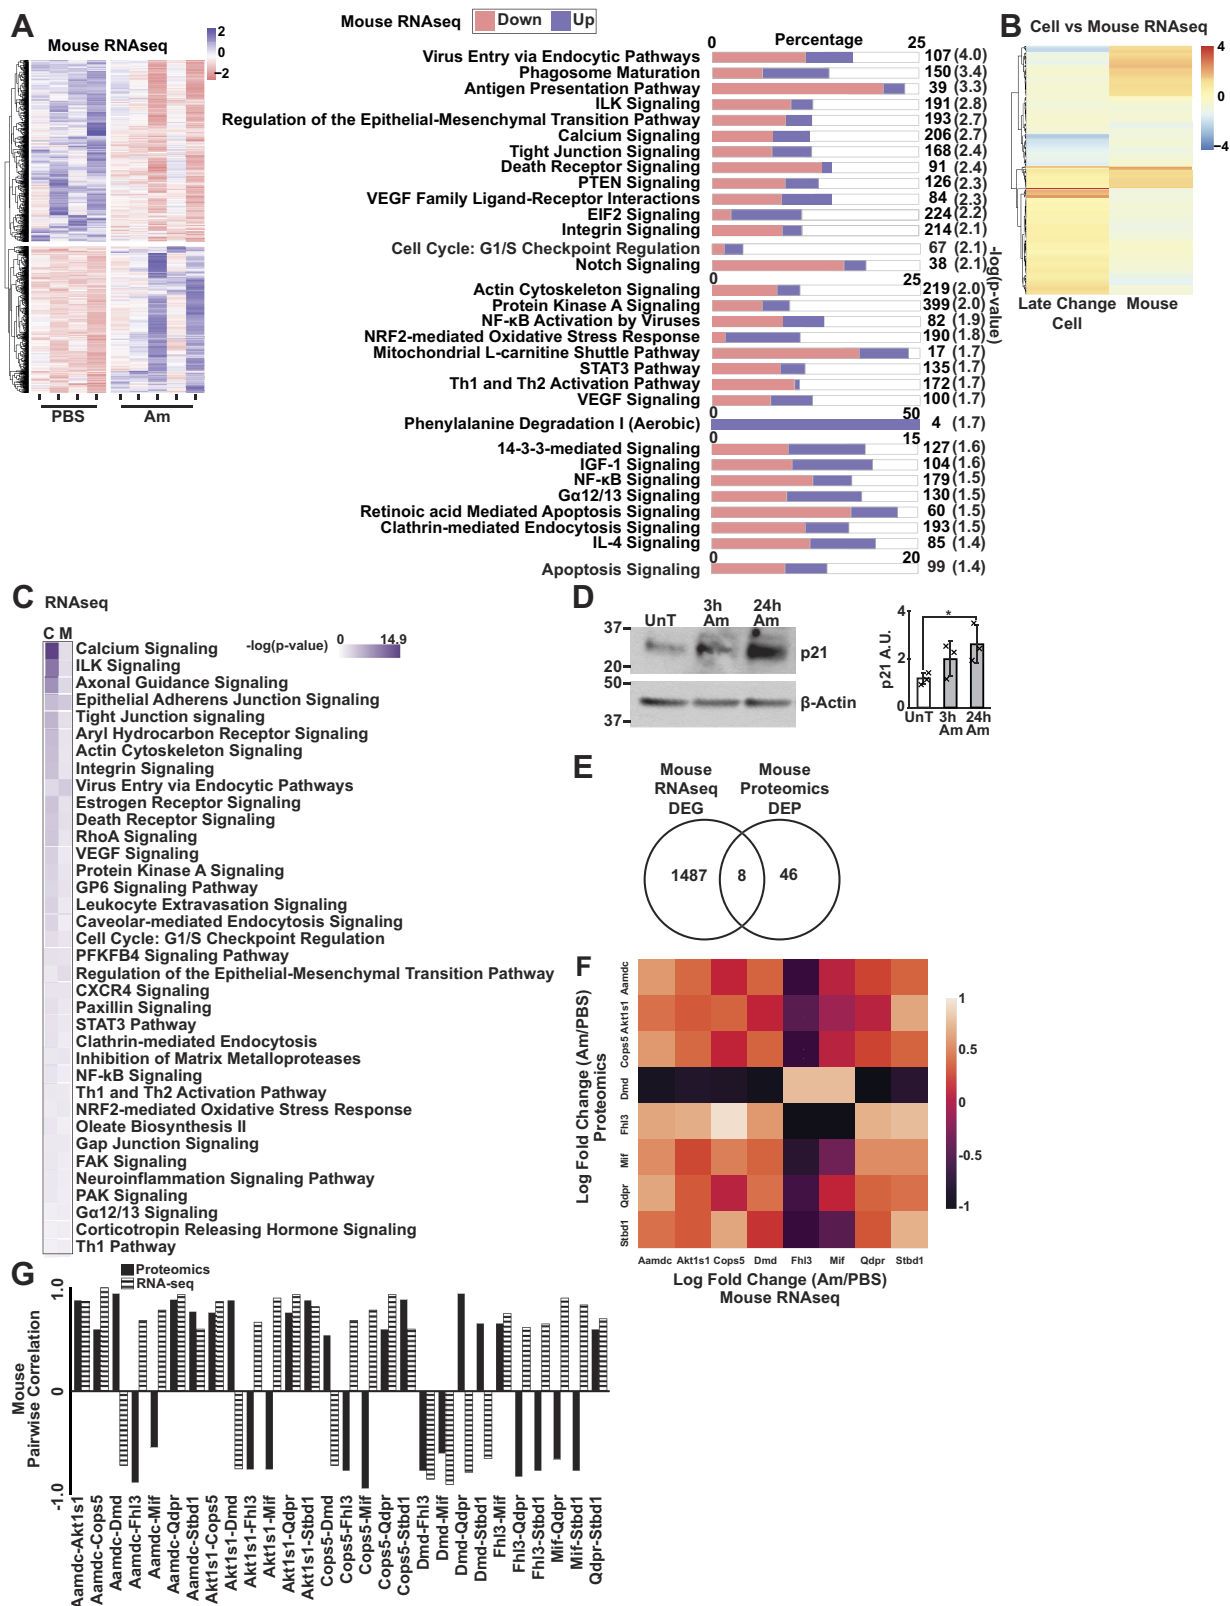 A
Mouse RNAseq
2
0
−2
PBS
Am
Mouse RNAseq
Down
Up
0 Percentage 25
Virus Entry via Endocytic Pathways 107 (4.0)
Phagosome Maturation 150 (3.4)
Antigen Presentation Pathway 39 (3.3)
ILK Signaling 191 (2.8)
Regulation of the Epithelial-Mesenchymal Transition Pathway 193 (2.7)
Calcium Signaling 206 (2.7)
Tight Junction Signaling 168 (2.4)
Death Receptor Signaling 91 (2.4)
PTEN Signaling 126 (2.3)
VEGF Family Ligand-Receptor Interactions 84 (2.3)
EIF2 Signaling 224 (2.2)
Integrin Signaling 214 (2.1)
Cell Cycle: G1/S Checkpoint Regulation 67 (2.1)
Notch Signaling 38 (2.1)
0 25
Actin Cytoskeleton Signaling 219 (2.0)
Protein Kinase A Signaling 399 (2.0)
NF-κB Activation by Viruses 82 (1.9)
NRF2-mediated Oxidative Stress Response 190 (1.8)
Mitochondrial L-carnitine Shuttle Pathway 17 (1.7)
STAT3 Pathway 135 (1.7)
Th1 and Th2 Activation Pathway 172 (1.7)
VEGF Signaling 100 (1.7)
0 50
Phenylalanine Degradation I (Aerobic) 4 (1.7)
0 15
14-3-3-mediated Signaling 127 (1.6)
IGF-1 Signaling 104 (1.6)
NF-κB Signaling 179 (1.5)
Gα12/13 Signaling 130 (1.5)
Retinoic acid Mediated Apoptosis Signaling 60 (1.5)
Clathrin-mediated Endocytosis Signaling 193 (1.5)
IL-4 Signaling 85 (1.4)
0 20
Apoptosis Signaling 99 (1.4)
-log(p-value)
B
Cell vs Mouse RNAseq
4
0
−4
Late Change Mouse
Cell
C
RNAseq
C M
-log(p-value) 0 14.9
Calcium Signaling
ILK Signaling
Axonal Guidance Signaling
Epithelial Adherens Junction Signaling
Tight Junction signaling
Aryl Hydrocarbon Receptor Signaling
Actin Cytoskeleton Signaling
Integrin Signaling
Virus Entry via Endocytic Pathways
Estrogen Receptor Signaling
Death Receptor Signaling
RhoA Signaling
VEGF Signaling
Protein Kinase A Signaling
GP6 Signaling Pathway
Leukocyte Extravasation Signaling
Caveolar-mediated Endocytosis Signaling
Cell Cycle: G1/S Checkpoint Regulation
PFKFB4 Signaling Pathway
Regulation of the Epithelial-Mesenchymal Transition Pathway
CXCR4 Signaling
Paxillin Signaling
STAT3 Pathway
Clathrin-mediated Endocytosis
Inhibition of Matrix Metalloproteases
NF-kB Signaling
Th1 and Th2 Activation Pathway
NRF2-mediated Oxidative Stress Response
Oleate Biosynthesis II
Gap Junction Signaling
FAK Signaling
Neuroinflammation Signaling Pathway
PAK Signaling
Gα12/13 Signaling
Corticotropin Releasing Hormone Signaling
Th1 Pathway
D
UnT 3h Am 24h Am
37
20
p21
50
37
β-Actin
p21 A.U.
4
2
0
*
UnT 3h 24h
Am Am
E
Mouse RNAseq DEG
Mouse Proteomics DEP
1487 8 46
F
Log Fold Change (Am/PBS)
Proteomics
Aamdc
Akt1s1
Cops5
Dmd
Fhl3
Mif
Qdpr
Stbd1
Aamdc Akt1s1 Cops5 Dmd Fhl3 Mif Qdpr Stbd1
Log Fold Change (Am/PBS)
Mouse RNAseq
1
0.5
0
-0.5
-1
G
Proteomics
RNA-seq
Mouse
Pairwise Correlation
1.0
0
-1.0
Aamdc-Akt1s1
Aamdc-Cops5
Aamdc-Dmd
Aamdc-Fhl3
Aamdc-Mif
Aamdc-Qdpr
Aamdc-Stbd1
Akt1s1-Cops5
Akt1s1-Dmd
Akt1s1-Fhl3
Akt1s1-Mif
Akt1s1-Qdpr
Akt1s1-Stbd1
Cops5-Dmd
Cops5-Fhl3
Cops5-Mif
Cops5-Qdpr
Cops5-Stbd1
Dmd-Fhl3
Dmd-Mif
Dmd-Qdpr
Dmd-Stbd1
Fhl3-Mif
Fhl3-Qdpr
Fhl3-Stbd1
Mif-Qdpr
Mif-Stbd1
Qdpr-Stbd1